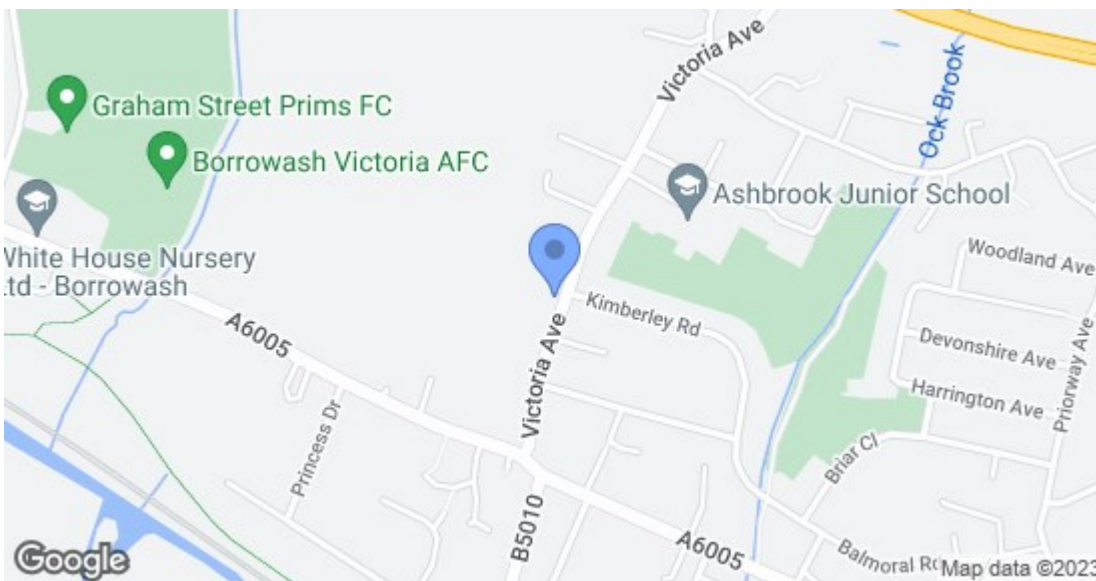 Victoria Ave
Ock Brook
Graham Street Prims FC
Borrowash Victoria AFC
Ashbrook Junior School
White House Nursery
Ltd - Borrowash
Woodland Ave
Kimberley Rd
A6005
Victoria Ave
Devonshire Ave
Harrington Ave
Priorway Ave
Princess Dr
Briar Cl
B5010
A6005
Balmoral Rd
Google
Map data ©2023